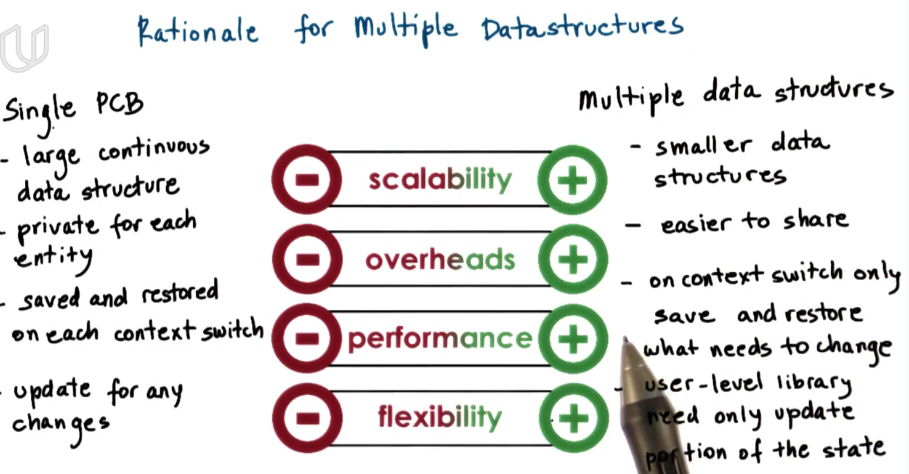 Rationale for Multiple Datastructures
Single PCB
- large continuous
data structure
- private for each
entity
- saved and restored
on each context switch
- update for any
changes
scalability
overheads
performance
flexibility
multiple data structures
- smaller data
structures
- easier to share
- on context switch only
save and restore
what needs to change
- user-level library
need only update
portion of the state